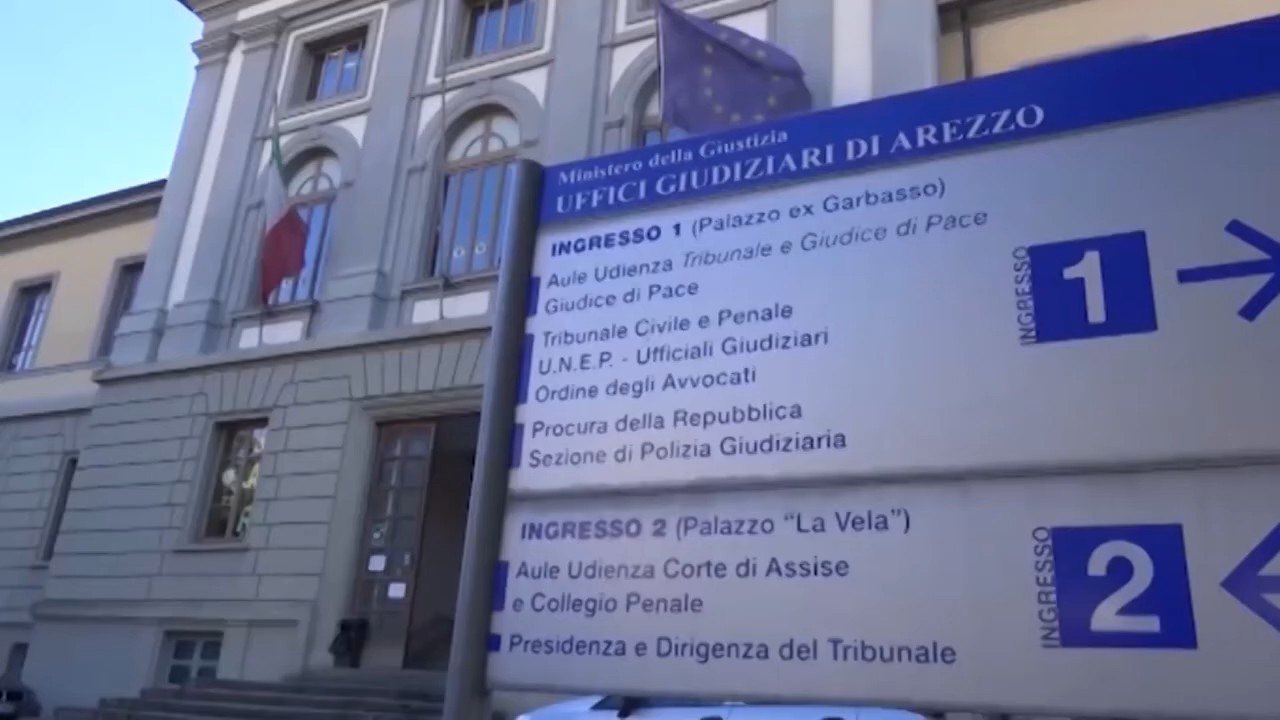 Ministero della Giustizia
UFFICI GIUDIZIARI DI AREZZO
INGRESSO 1 (Palazzo ex Garbasso)
Aule Udienza Tribunale e Giudice di Pace
Giudice di Pace
Tribunale Civile e Penale
U.N.E.P. - Ufficiali Giudiziari
Ordine degli Avvocati
Procura della Repubblica
Sezione di Polizia Giudiziaria
INGRESSO 1
INGRESSO 2 (Palazzo "La Vela")
Aule Udienza Corte di Assise
e Collegio Penale
Presidenza e Dirigenza del Tribunale
INGRESSO 2